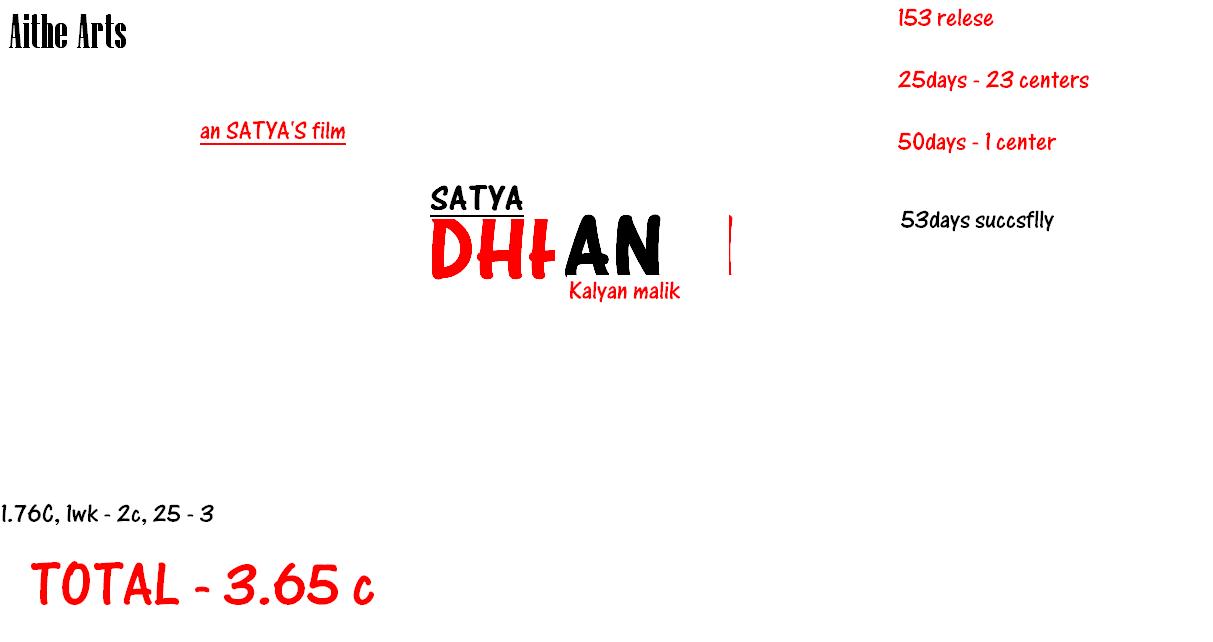 Aithe Arts
153 relese
25days - 23 centers
an SATYA'S film
50days - 1 center
SATYA
53days succsflly
DHIAN
Kalyan malik
1.76C, 1wk - 2c, 25 - 3
TOTAL - 3.65 c